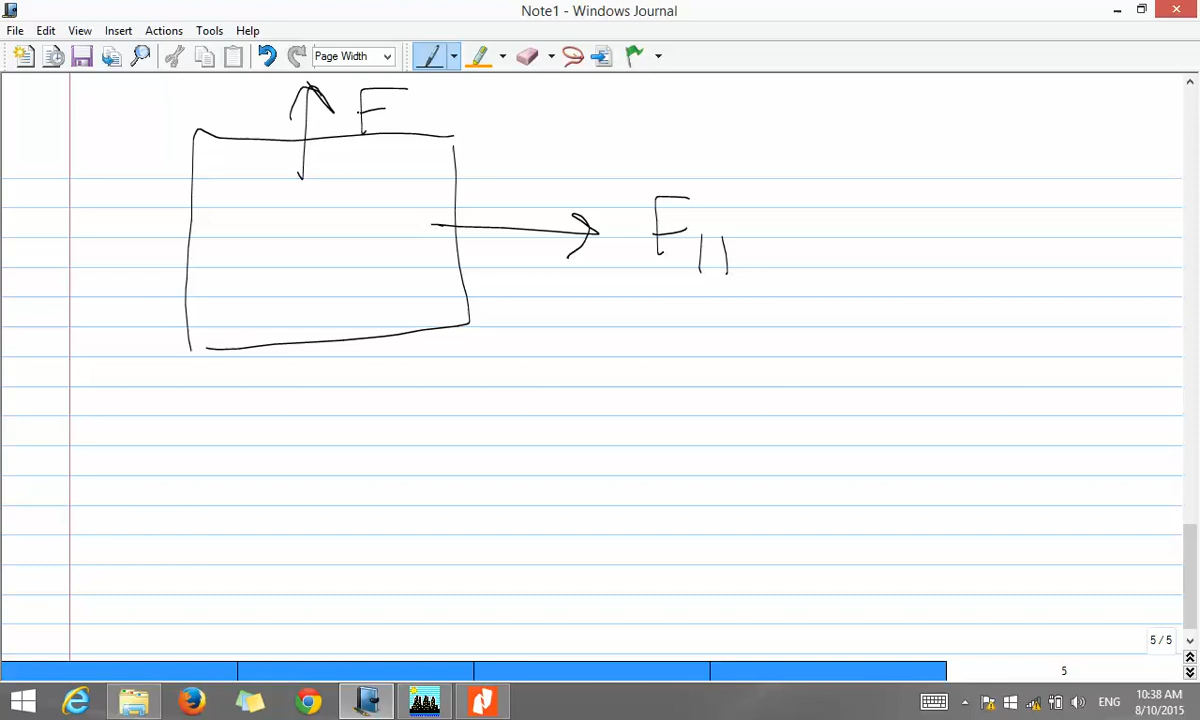 Note1 - Windows Journal
File Edit View Insert Actions Tools Help
Page Width
F
F11
5 / 5
5
ENG
10:38 AM
8/10/2015